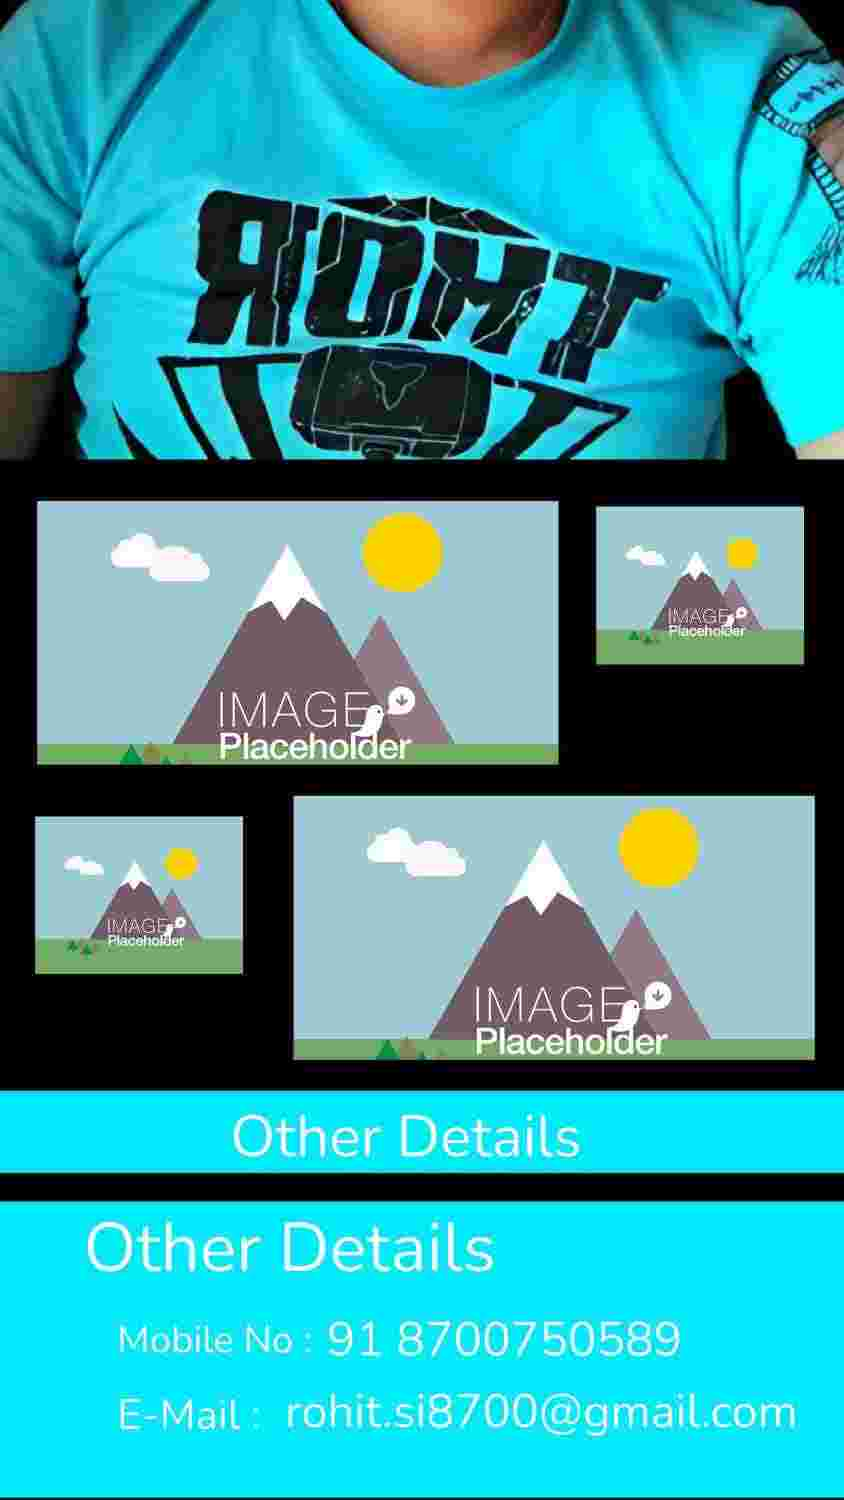 THOR
IMAGE
Placeholder
IMAGE
Placeholder
IMAGE
Placeholder
IMAGE
Placeholder
Other Details
Other Details
Mobile No : 91 8700750589
E-Mail : rohit.si8700@gmail.com